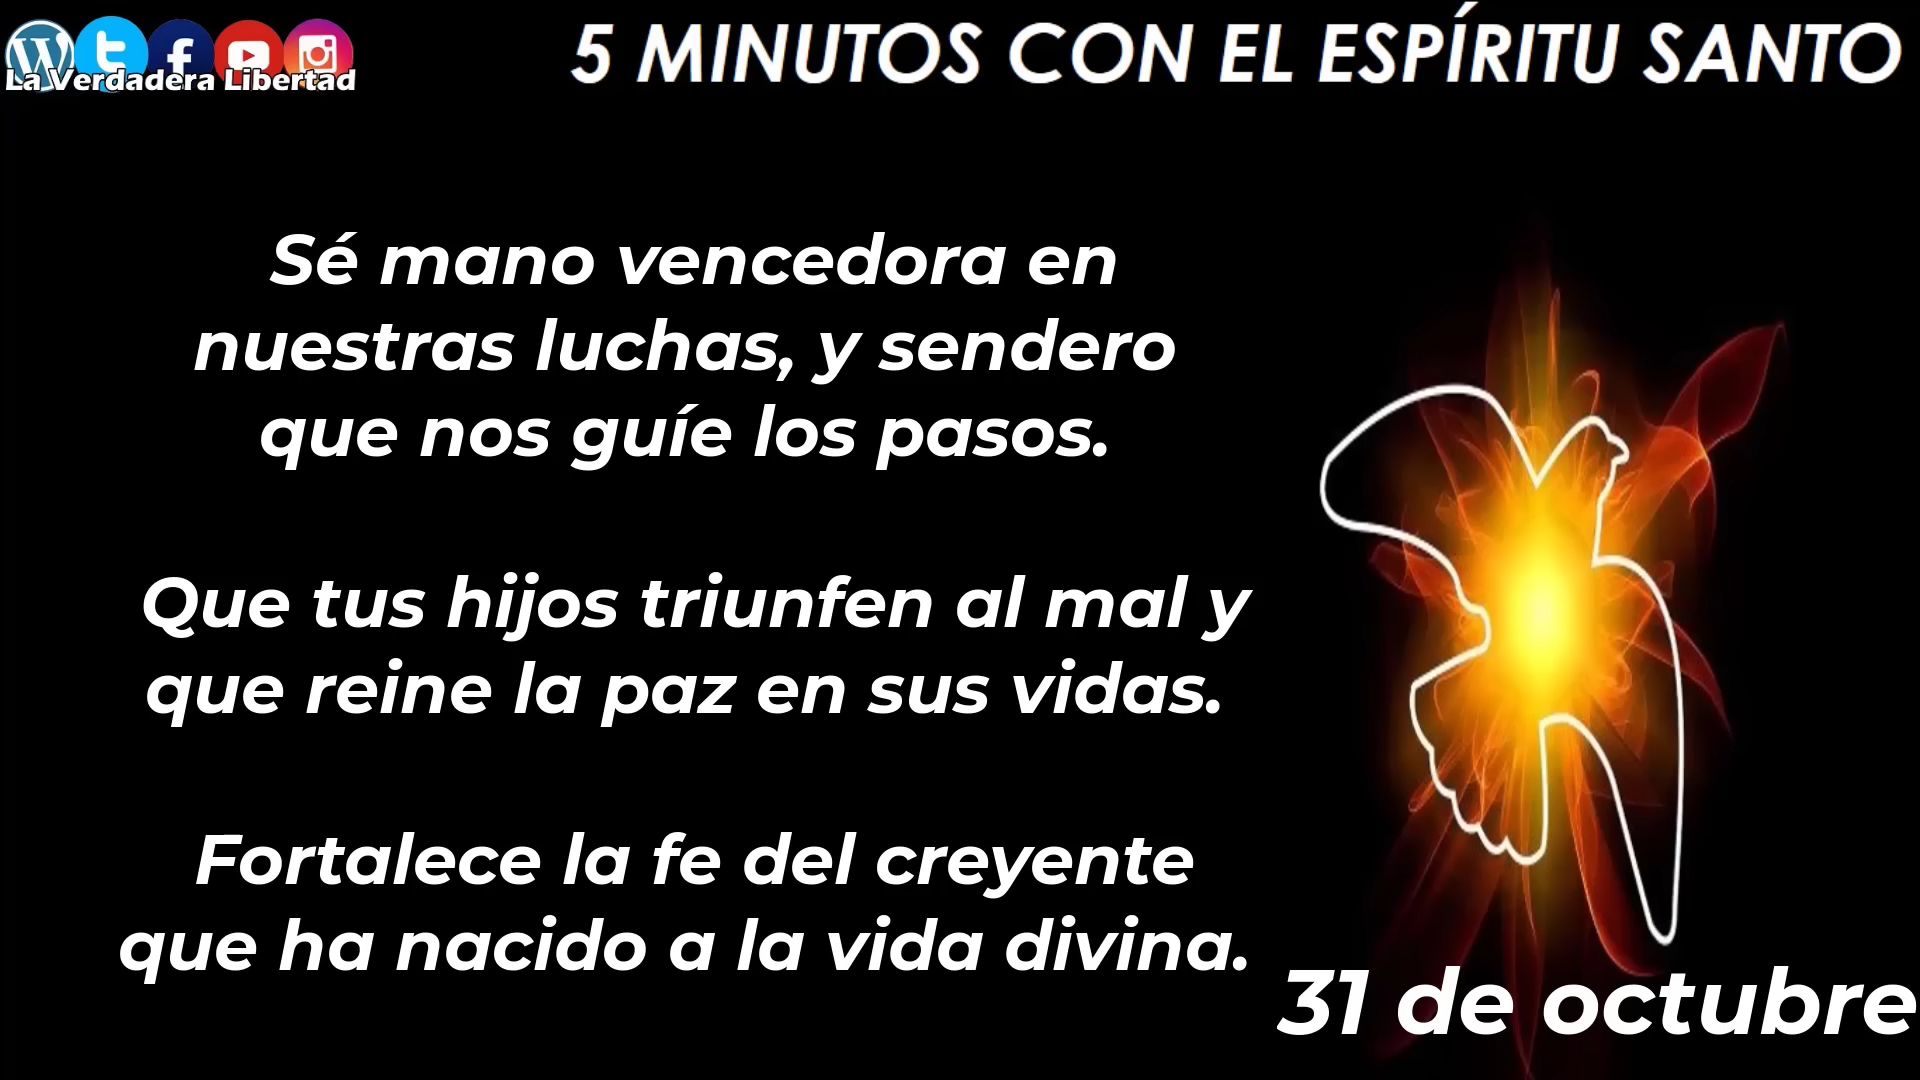 La Verdadera Libertad
5 MINUTOS CON EL ESPÍRITU SANTO
Sé mano vencedora en
nuestras luchas, y sendero
que nos guíe los pasos.
Que tus hijos triunfen al mal y
que reine la paz en sus vidas.
Fortalece la fe del creyente
que ha nacido a la vida divina.
31 de octubre